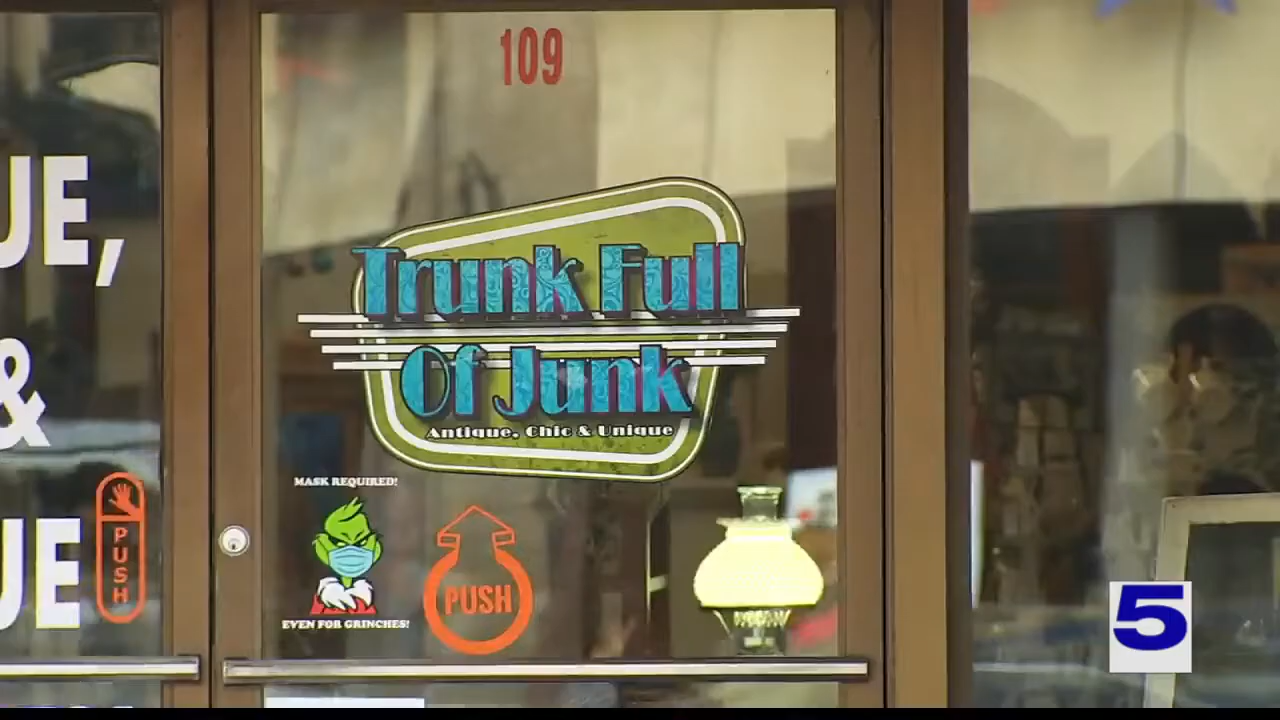 109
UE,
&
UE
PUSH
Trunk Full
Of Junk
Antique, Chic & Unique
MASK REQUIRED!
EVEN FOR GRINCHES!
PUSH
5